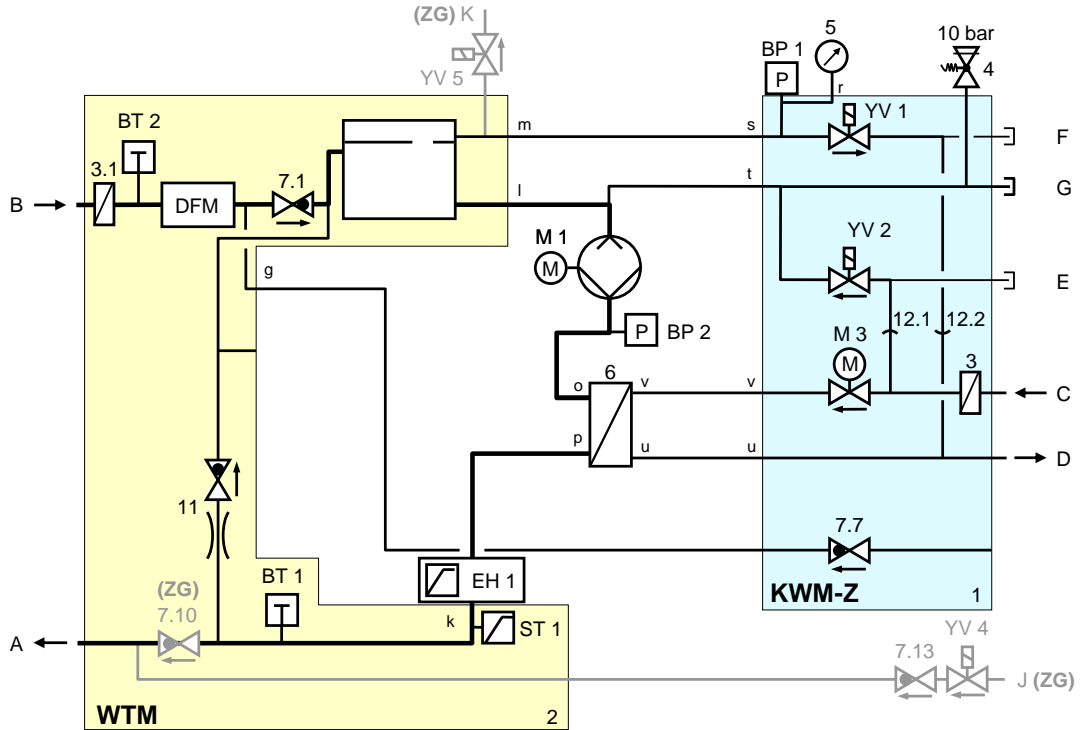 (ZG) K
5
10 bar
BP 1
P
4
YV 5
r
YV 1
BT 2
m
s
F
3.1
7.1
t
B
DFM
l
G
M 1
YV 2
M
g
E
12.1
12.2
P
BP 2
M 3
6
M
3
o
v
v
C
p
u
u
D
11
7.7
BT 1
EH 1
(ZG)
KWM-Z
1
7.10
k
ST 1
YV 4
A
7.13
J (ZG)
WTM
2